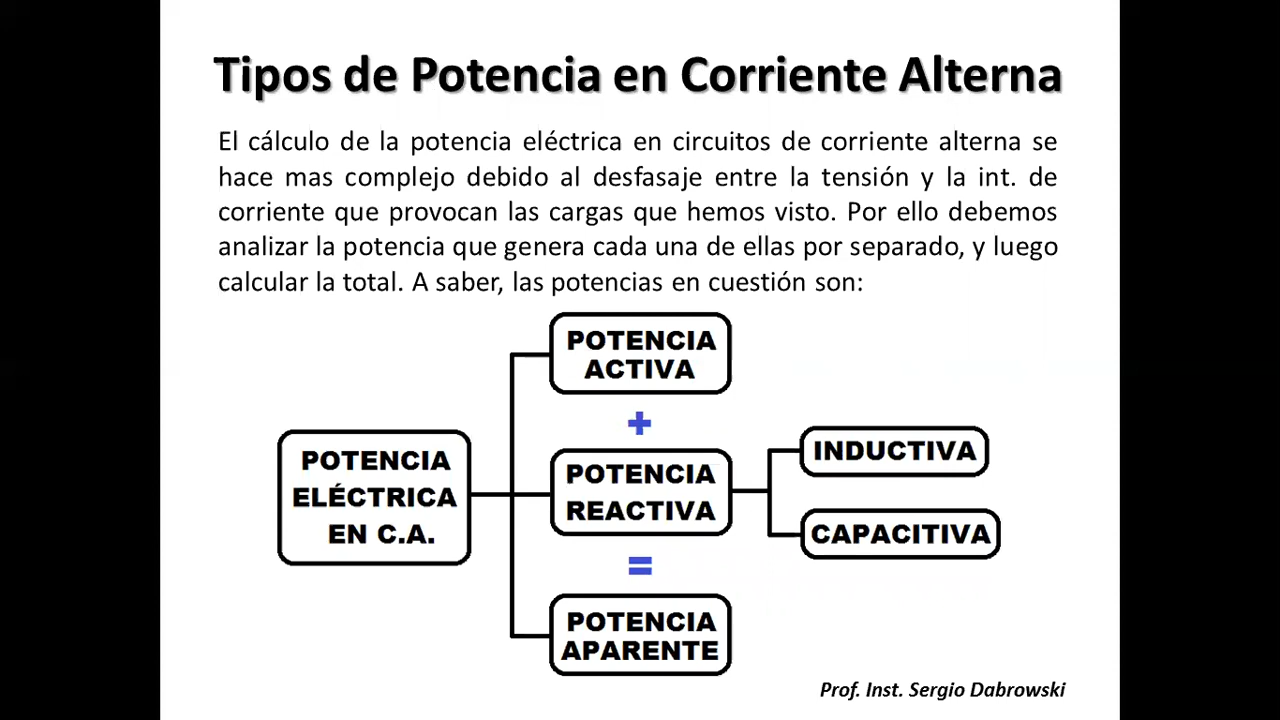 Tipos de Potencia en Corriente Alterna
El cálculo de la potencia eléctrica en circuitos de corriente alterna se
hace mas complejo debido al desfasaje entre la tensión y la int. de
corriente que provocan las cargas que hemos visto. Por ello debemos
analizar la potencia que genera cada una de ellas por separado, y luego
calcular la total. A saber, las potencias en cuestión son:
POTENCIA
ELÉCTRICA
EN C.A.
POTENCIA
ACTIVA
+
POTENCIA
REACTIVA
INDUCTIVA
CAPACITIVA
=
POTENCIA
APARENTE
Prof. Inst. Sergio Dabrowski